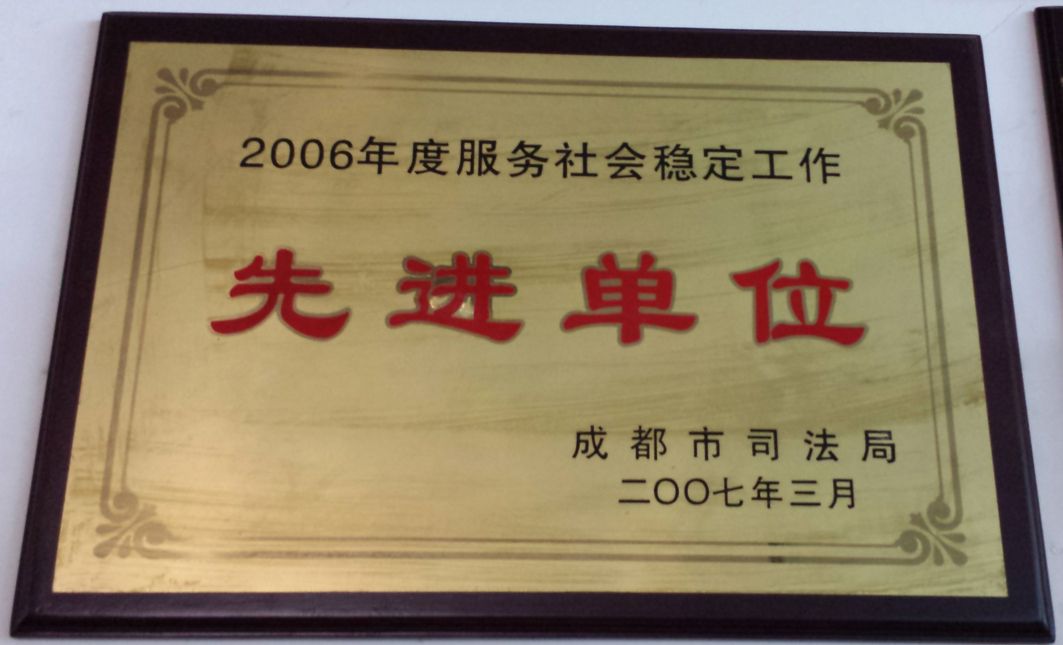 2006年度服务社会稳定工作
先进单位
成都市司法局
二〇〇七年三月